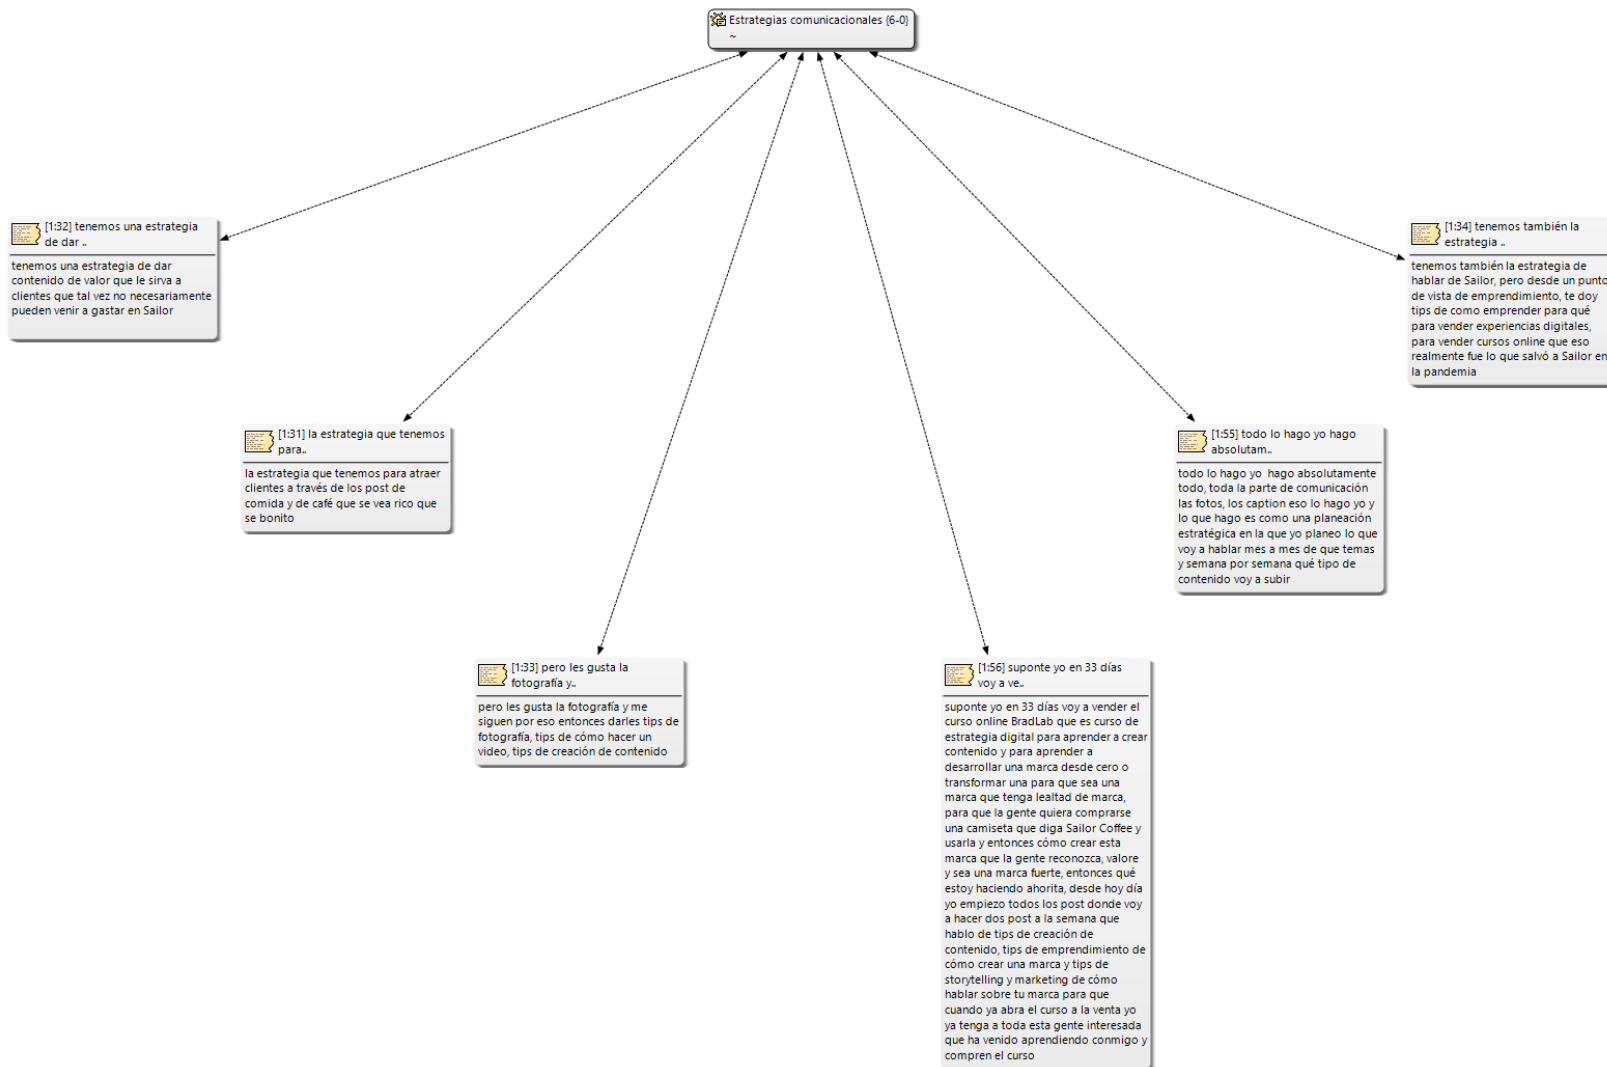 Estrategias comunicacionales {6-0}
~
[1:32] tenemos una estrategia
de dar ..
tenemos una estrategia de dar
contenido de valor que le sirva a
clientes que tal vez no necesariamente
pueden venir a gastar en Sailor
[1:34] tenemos también la
estrategia ..
tenemos también la estrategia de
hablar de Sailor, pero desde un punto
de vista de emprendimiento, te doy
tips de como emprender para qué
para vender experiencias digitales,
para vender cursos online que eso
realmente fue lo que salvó a Sailor en
la pandemia
[1:31] la estrategia que tenemos
para..
la estrategia que tenemos para atraer
clientes a través de los post de
comida y de café que se vea rico que
se bonito
[1:55] todo lo hago yo hago
absolutam..
todo lo hago yo  hago absolutamente
todo, toda la parte de comunicación
las fotos, los caption eso lo hago yo y
lo que hago es como una planeación
estratégica en la que yo planeo lo que
voy a hablar mes a mes de que temas
y semana por semana qué tipo de
contenido voy a subir
[1:33] pero les gusta la
fotografía y..
pero les gusta la fotografía y me
siguen por eso entonces darles tips de
fotografía, tips de cómo hacer un
video, tips de creación de contenido
[1:56] suponte yo en 33 días
voy a ve..
suponte yo en 33 días voy a vender el
curso online BradLab que es curso de
estrategia digital para aprender a crear
contenido y para aprender a
desarrollar una marca desde cero o
transformar una para que sea una
marca que tenga lealtad de marca,
para que la gente quiera comprarse
una camiseta que diga Sailor Coffee y
usarla y entonces cómo crear esta
marca que la gente reconozca, valore
y sea una marca fuerte, entonces qué
estoy haciendo ahorita, desde hoy día
yo empiezo todos los post donde voy
a hacer dos post a la semana que
hablo de tips de creación de
contenido, tips de emprendimiento de
cómo crear una marca y tips de
storytelling y marketing de cómo
hablar sobre tu marca para que
cuando ya abra el curso a la venta yo
ya tenga a toda esta gente interesada
que ha venido aprendiendo conmigo y
compren el curso